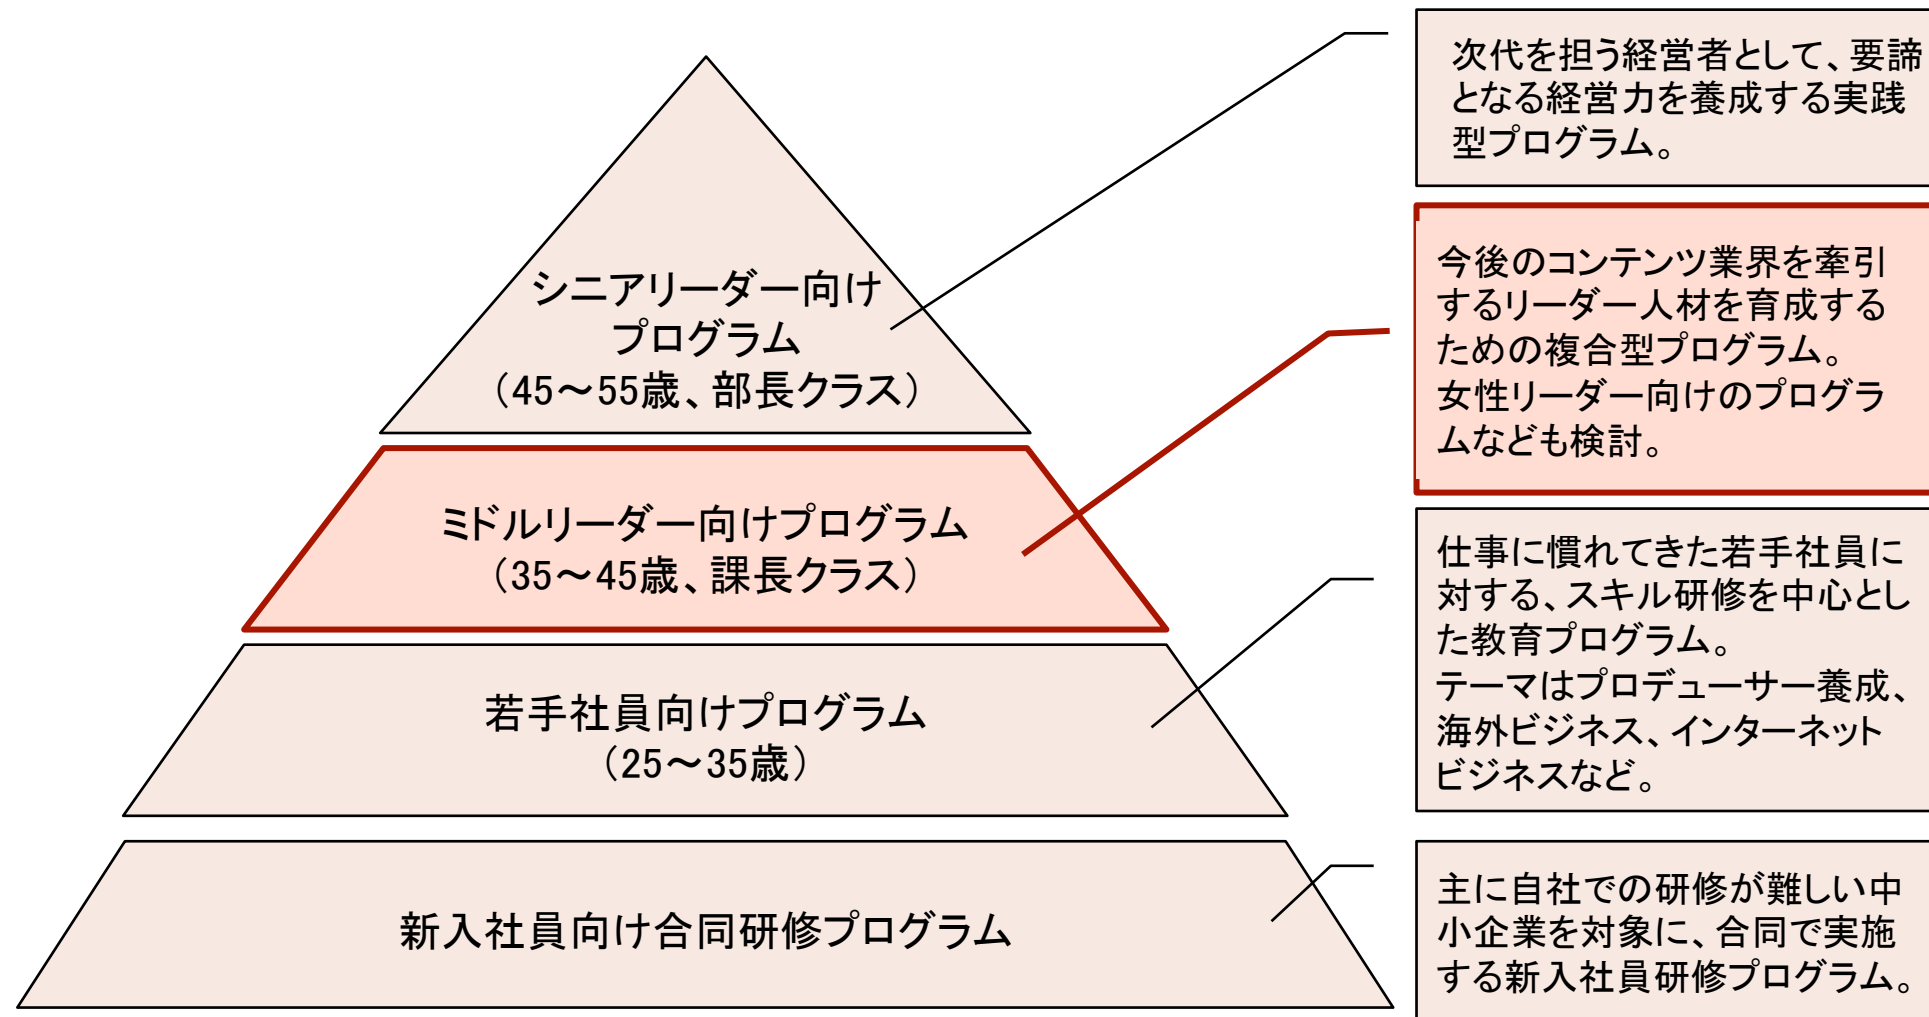 シニアリーダー向け
プログラム
（45～55歳、部長クラス）
ミドルリーダー向けプログラム
（35～45歳、課長クラス）
若手社員向けプログラム
（25～35歳）
新入社員向け合同研修プログラム
次代を担う経営者として、要諦
となる経営力を養成する実践
型プログラム。
今後のコンテンツ業界を牽引
するリーダー人材を育成する
ための複合型プログラム。
女性リーダー向けのプログラ
ムなども検討。
仕事に慣れてきた若手社員に
対する、スキル研修を中心とし
た教育プログラム。
テーマはプロデューサー養成、
海外ビジネス、インターネット
ビジネスなど。
主に自社での研修が難しい中
小企業を対象に、合同で実施
する新入社員研修プログラム。